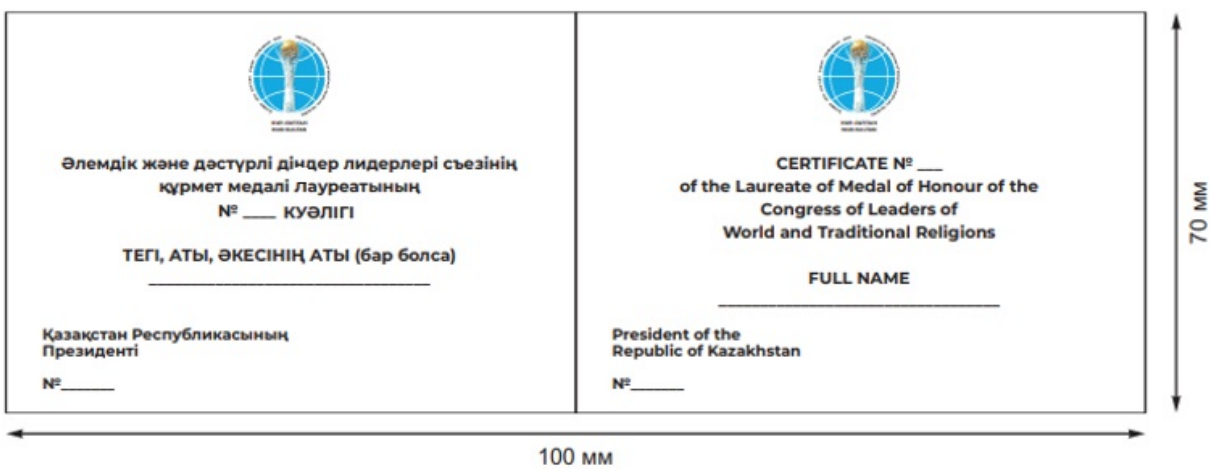 Әлемдік және дәстүрлі діндер лидерлері съезінің
құрмет медалі Лауреатының
№ ____ КУӘЛІГІ
ТЕГІ, АТЫ, ӘКЕСІНІҢ АТЫ (бар болса)
__________________________________
Қазақстан Республикасының
Президенті
№_______
CERTIFICATE № ___
of the Laureate of Medal of Honour of the
Congress of Leaders of
World and Traditional Religions
FULL NAME
__________________________________
President of the
Republic of Kazakhstan
№_______
70 мм
100 мм